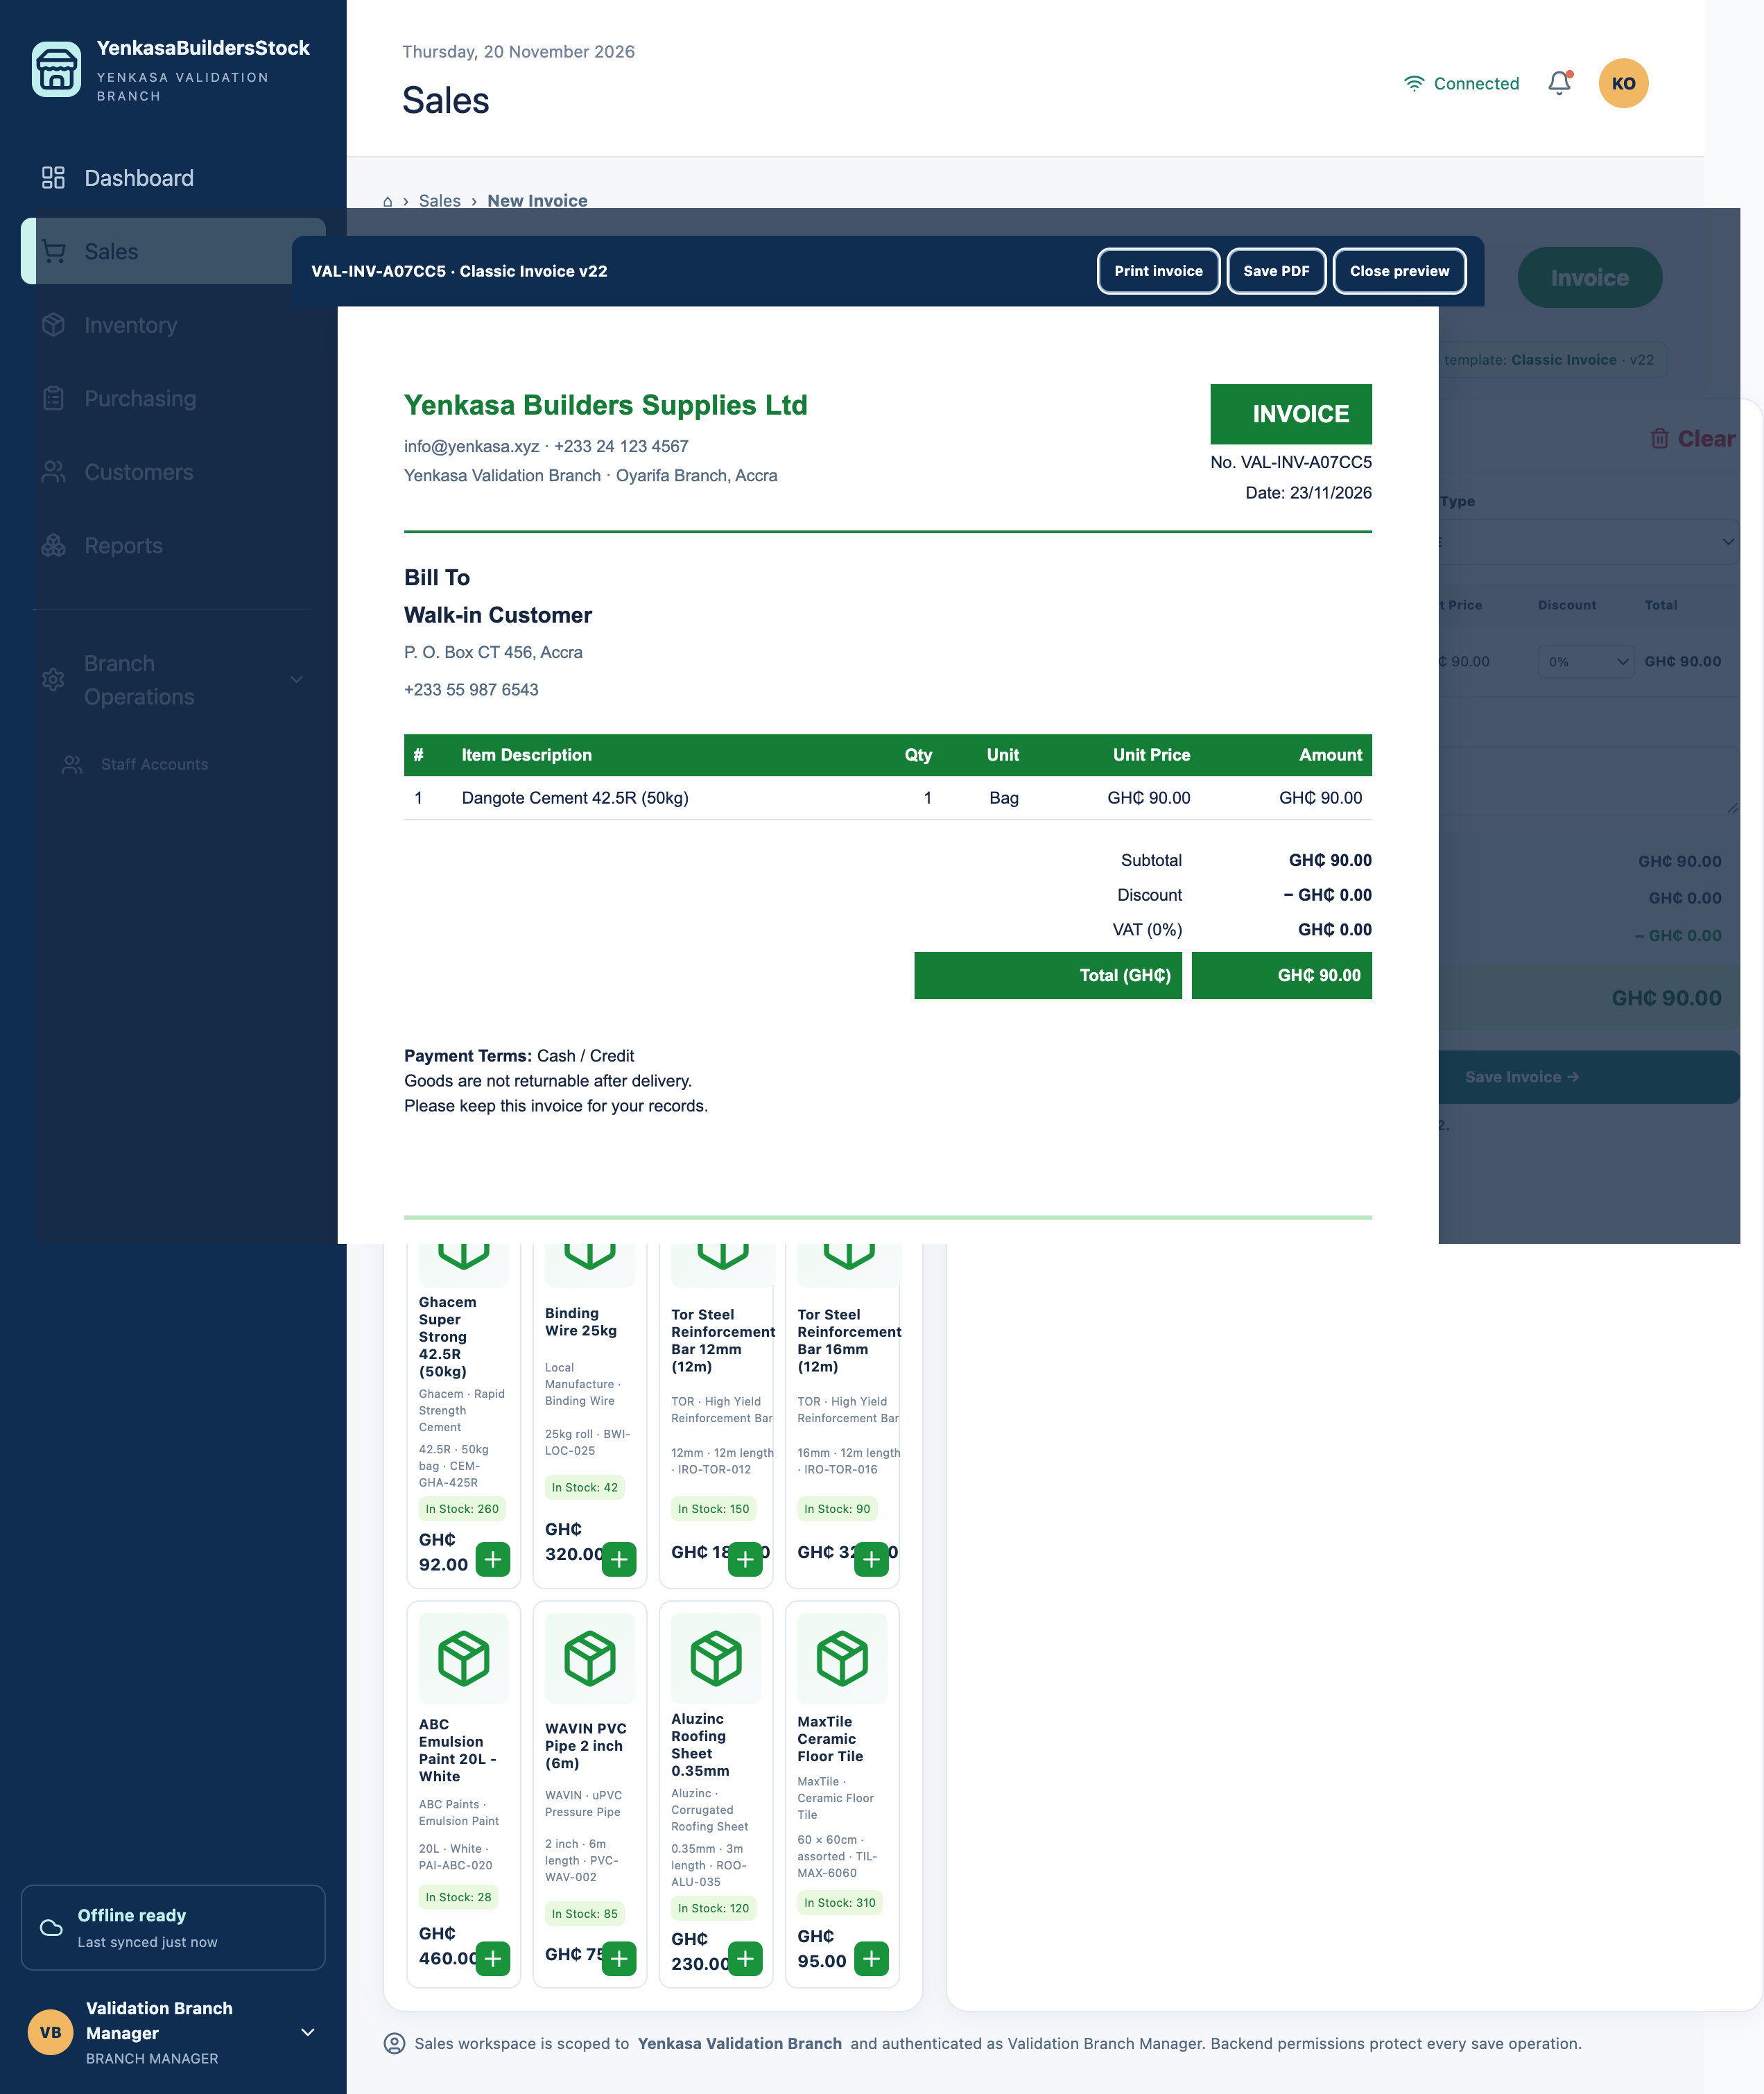 YenkasaBuildersStock
YENKASA VALIDATION
BRANCH
Dashboard
Sales
Inventory
Purchasing
Customers
Reports
Branch
Operations
Staff Accounts
Offline ready
Last synced just now
VB
Validation Branch
Manager
BRANCH MANAGER
Thursday, 20 November 2026
Sales
Connected
KO
Sales › New Invoice
VAL-INV-A07CC5 · Classic Invoice v22
Print invoice
Save PDF
Close preview
Invoice
template: Classic Invoice · v22
Clear
Type
Price Discount Total
90.00 0% GH₵ 90.00
GH₵ 90.00
GH₵ 0.00
– GH₵ 0.00
GH₵ 90.00
Save Invoice →
2.
Yenkasa Builders Supplies Ltd
info@yenkasa.xyz · +233 24 123 4567
Yenkasa Validation Branch · Oyarifa Branch, Accra
INVOICE
No. VAL-INV-A07CC5
Date: 23/11/2026
Bill To
Walk-in Customer
P. O. Box CT 456, Accra
+233 55 987 6543
# Item Description Qty Unit Unit Price Amount
1 Dangote Cement 42.5R (50kg) 1 Bag GH₵ 90.00 GH₵ 90.00
Subtotal GH₵ 90.00
Discount − GH₵ 0.00
VAT (0%) GH₵ 0.00
Total (GH₵) GH₵ 90.00
Payment Terms: Cash / Credit
Goods are not returnable after delivery.
Please keep this invoice for your records.
Ghacem
Super
Strong
42.5R
(50kg)
Ghacem · Rapid
Strength
Cement
42.5R · 50kg
bag · CEM-
GHA-425R
In Stock: 260
GH₵
92.00
Binding
Wire 25kg
Local
Manufacture ·
Binding Wire
25kg roll · BWI-
LOC-025
In Stock: 42
GH₵
320.00
Tor Steel
Reinforcement
Bar 12mm
(12m)
TOR · High Yield
Reinforcement Bar
12mm · 12m length
· IRO-TOR-012
In Stock: 150
GH₵
Tor Steel
Reinforcement
Bar 16mm
(12m)
TOR · High Yield
Reinforcement Bar
16mm · 12m length
· IRO-TOR-016
In Stock: 90
GH₵
ABC
Emulsion
Paint 20L -
White
ABC Paints ·
Emulsion Paint
20L · White ·
PAI-ABC-020
In Stock: 28
GH₵
460.00
WAVIN PVC
Pipe 2 inch
(6m)
WAVIN · uPVC
Pressure Pipe
2 inch · 6m
length · PVC-
WAV-002
In Stock: 85
GH₵
Aluzinc
Roofing
Sheet
0.35mm
Aluzinc ·
Corrugated
Roofing Sheet
0.35mm · 3m
length · ROO-
ALU-035
In Stock: 120
GH₵
230.00
MaxTile
Ceramic
Floor Tile
MaxTile ·
Ceramic Floor
Tile
60 × 60cm ·
assorted · TIL-
MAX-6060
In Stock: 310
GH₵
95.00
Sales workspace is scoped to Yenkasa Validation Branch and authenticated as Validation Branch Manager. Backend permissions protect every save operation.